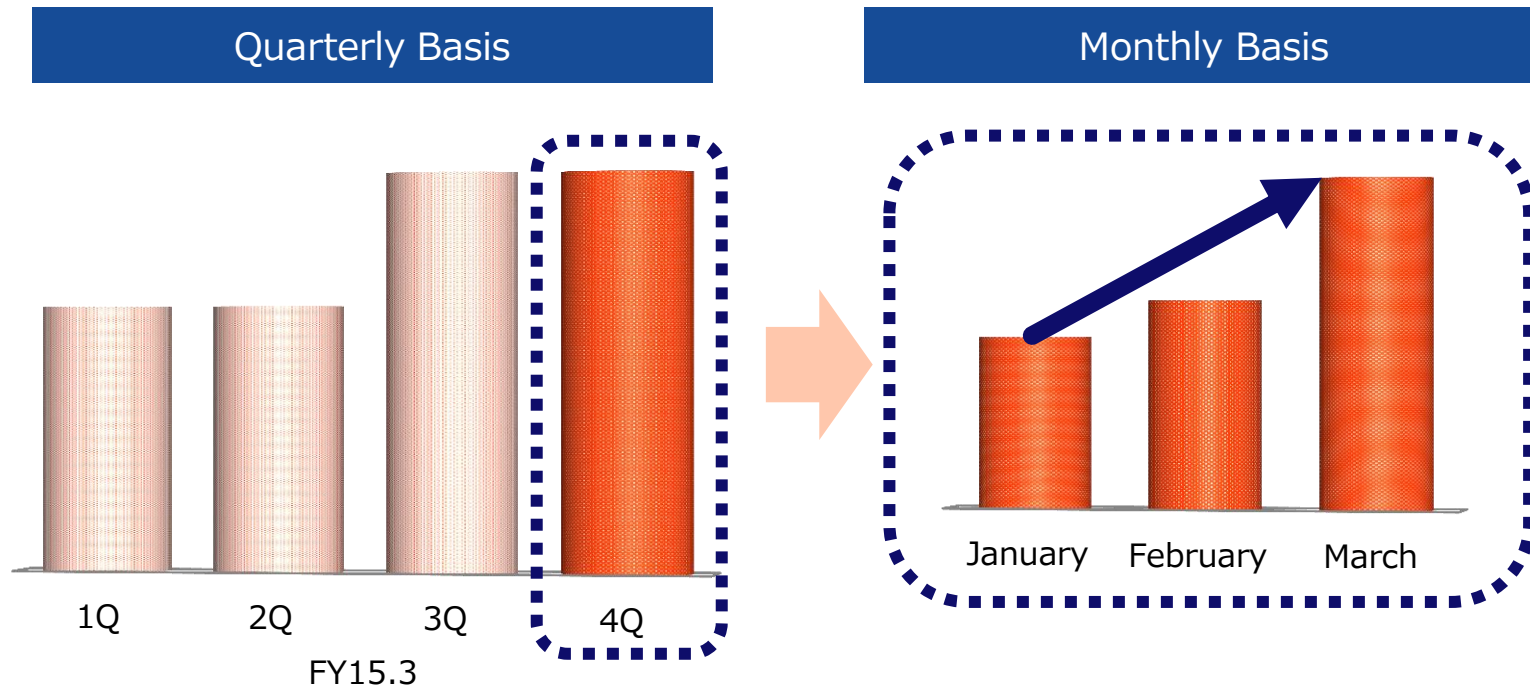 Quarterly Basis
Monthly Basis
1Q 2Q 3Q 4Q
FY15.3
January February March